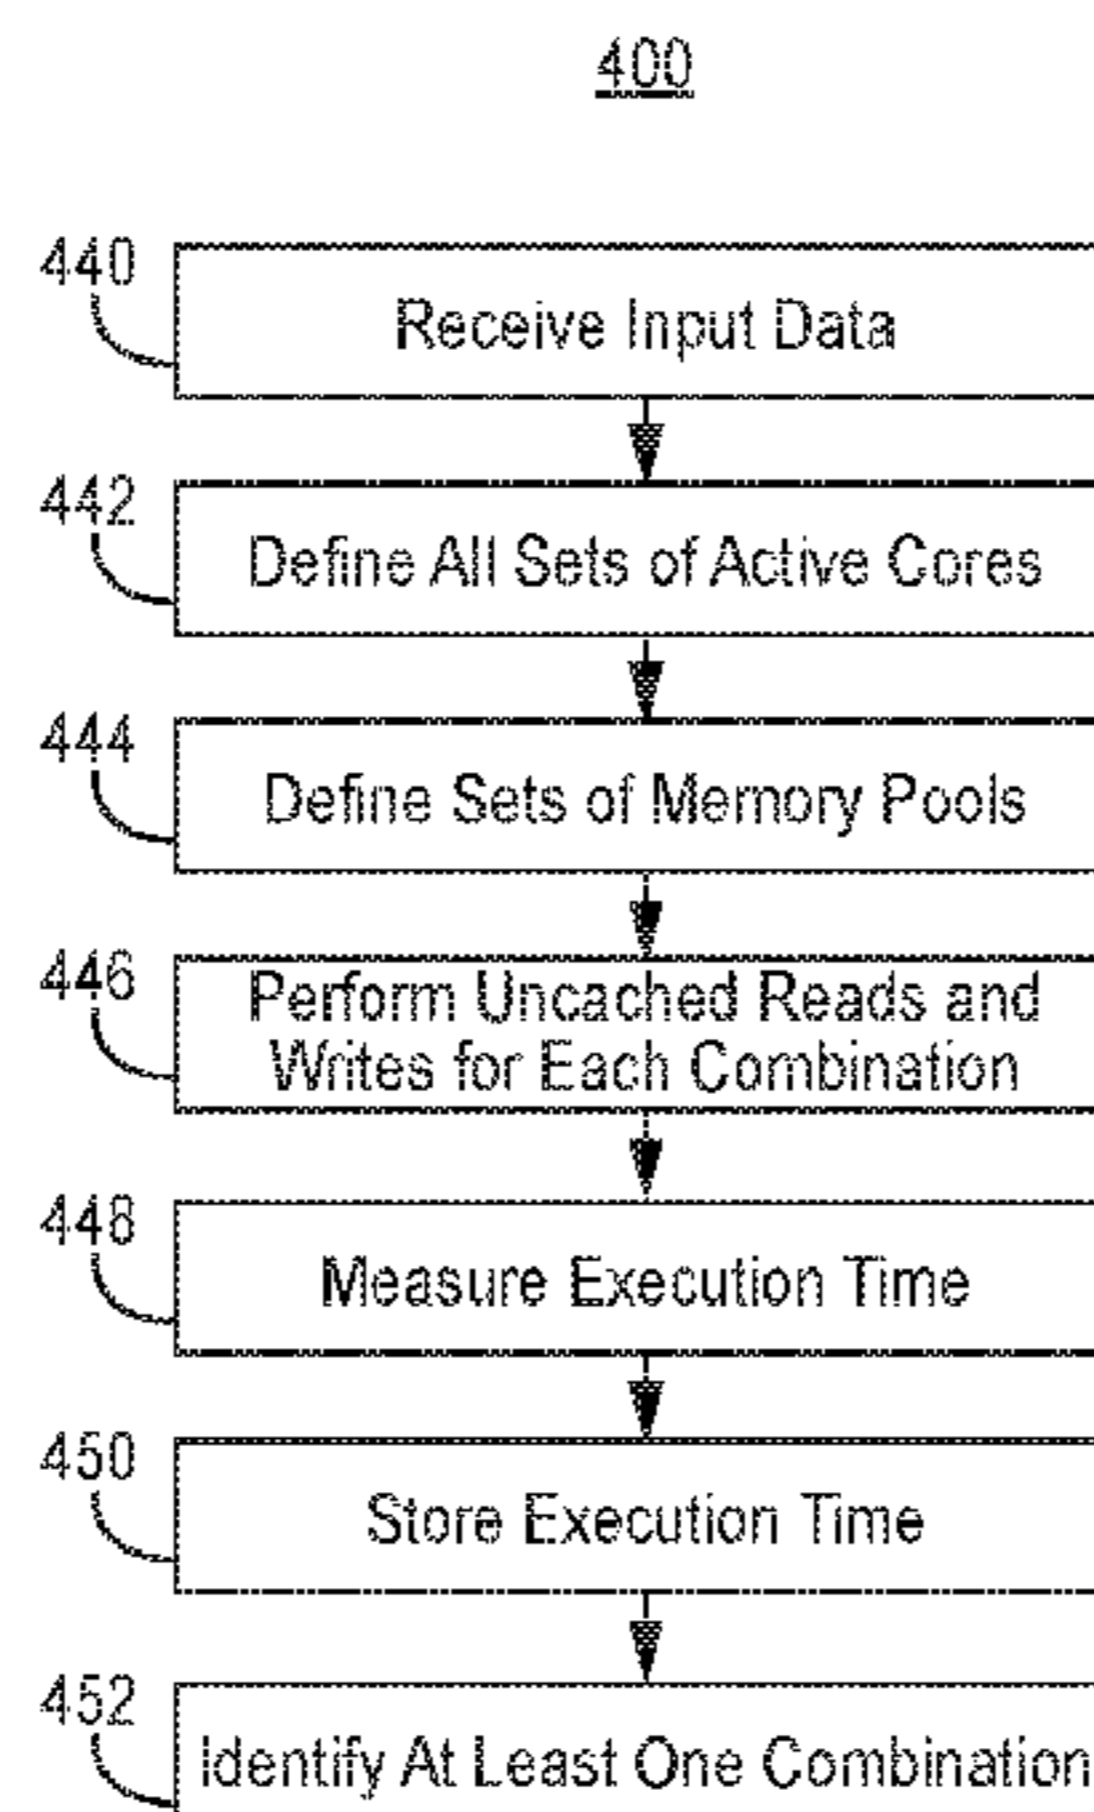 400
440
Receive Input Data
442
Define All Sets of Active Cores
444
Define Sets of Memory Pools
446
Perform Uncached Reads and
Writes for Each Combination
448
Measure Execution Time
450
Store Execution Time
452
Identify At Least One Combination